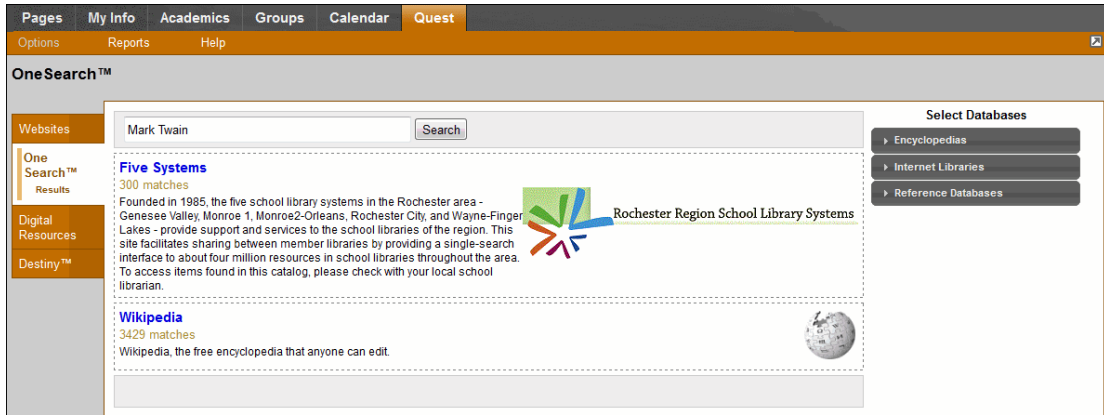 Pages My Info Academics Groups Calendar Quest
Options Reports Help
OneSearch™
Websites
One
Search™
Results
Digital
Resources
Destiny™
Mark Twain Search
Five Systems
300 matches
Founded in 1985, the five school library systems in the Rochester area -
Genesee Valley, Monroe 1, Monroe2-Orleans, Rochester City, and Wayne-Finger
Lakes - provide support and services to the school libraries of the region. This
site facilitates sharing between member libraries by providing a single-search
interface to about four million resources in school libraries throughout the area.
To access items found in this catalog, please check with your local school
librarian.
Rochester Region School Library Systems
Wikipedia
3429 matches
Wikipedia, the free encyclopedia that anyone can edit.
Select Databases
Encyclopedias
Internet Libraries
Reference Databases